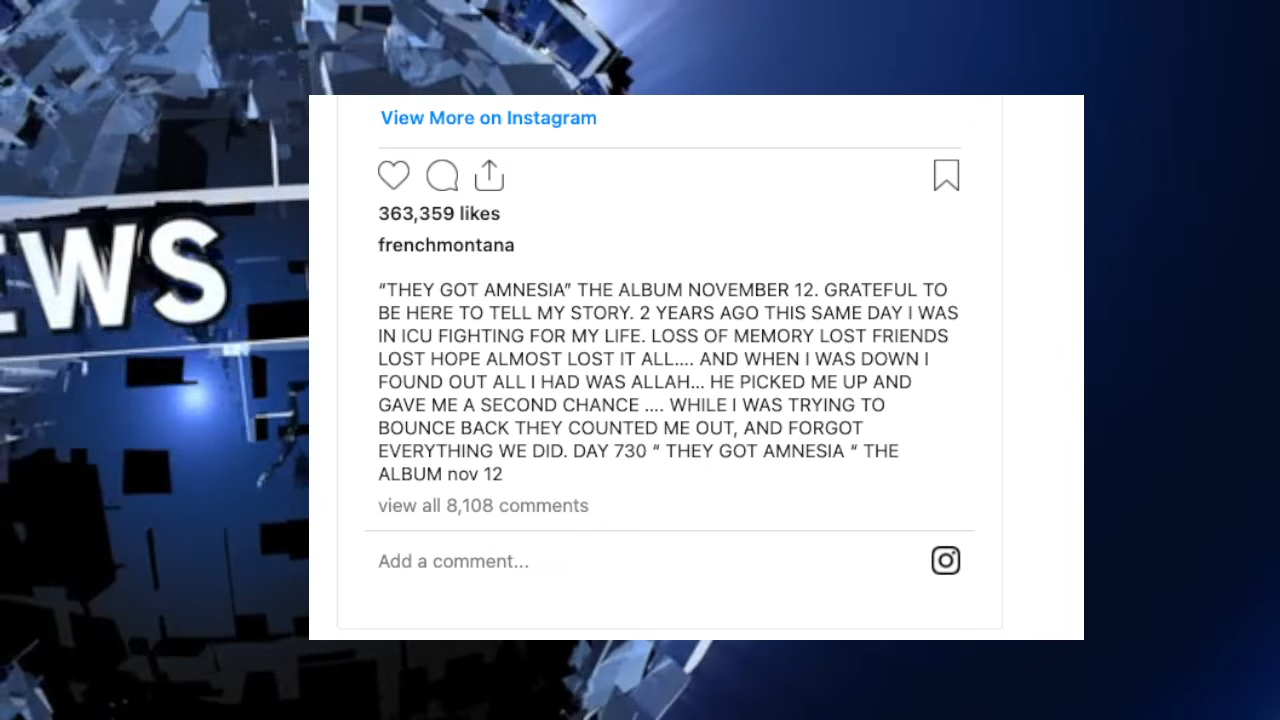 View More on Instagram
363,359 likes
frenchmontana
“THEY GOT AMNESIA” THE ALBUM NOVEMBER 12. GRATEFUL TO
BE HERE TO TELL MY STORY. 2 YEARS AGO THIS SAME DAY I WAS
IN ICU FIGHTING FOR MY LIFE. LOSS OF MEMORY LOST FRIENDS
LOST HOPE ALMOST LOST IT ALL.... AND WHEN I WAS DOWN I
FOUND OUT ALL I HAD WAS ALLAH... HE PICKED ME UP AND
GAVE ME A SECOND CHANCE .... WHILE I WAS TRYING TO
BOUNCE BACK THEY COUNTED ME OUT, AND FORGOT
EVERYTHING WE DID. DAY 730 “ THEY GOT AMNESIA “ THE
ALBUM nov 12
view all 8,108 comments
Add a comment...
EWS